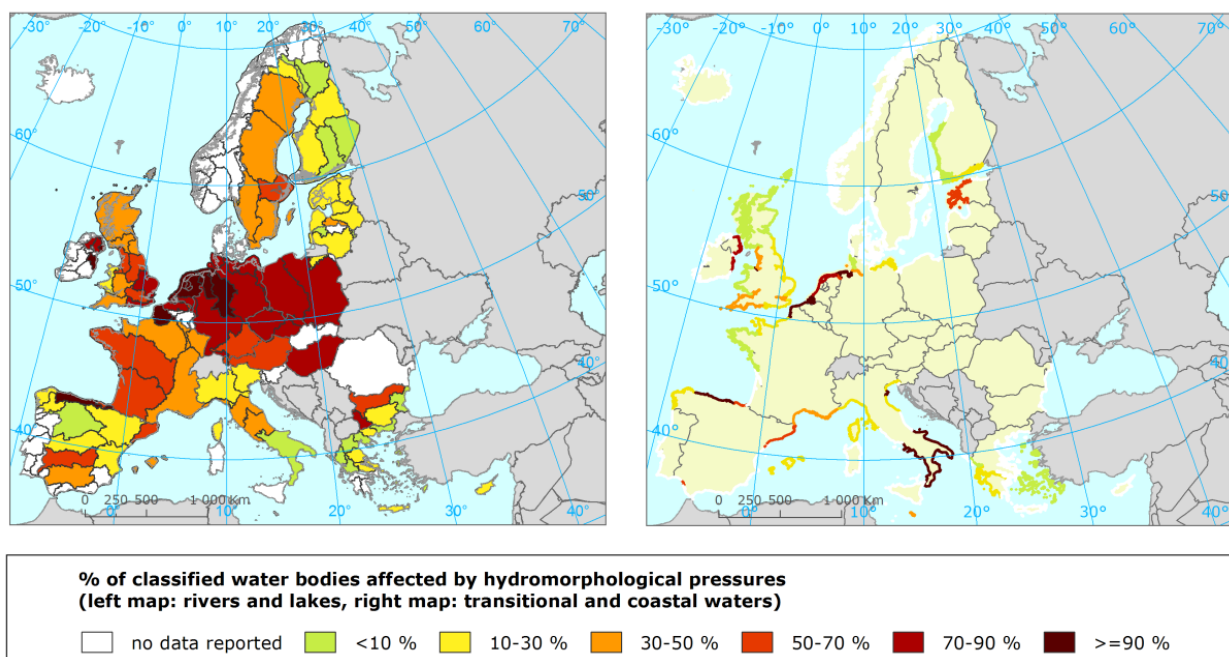 -30° -20° -10° 0° 10° 20° 30° 40° 50° 60° 70°
60°
50°
40°
50°
40°
0 250 500 1 000 Km
0° 10° 20° 30° 40°
-30° -20° -10° 0° 10° 20° 30° 40° 50° 60° 70°
60°
50°
40°
50°
40°
0 250 500 1 000 Km
0° 10° 20° 30° 40°
% of classified water bodies affected by hydromorphological pressures
(left map: rivers and lakes, right map: transitional and coastal waters)
no data reported <10 % 10-30 % 30-50 % 50-70 % 70-90 % >=90 %